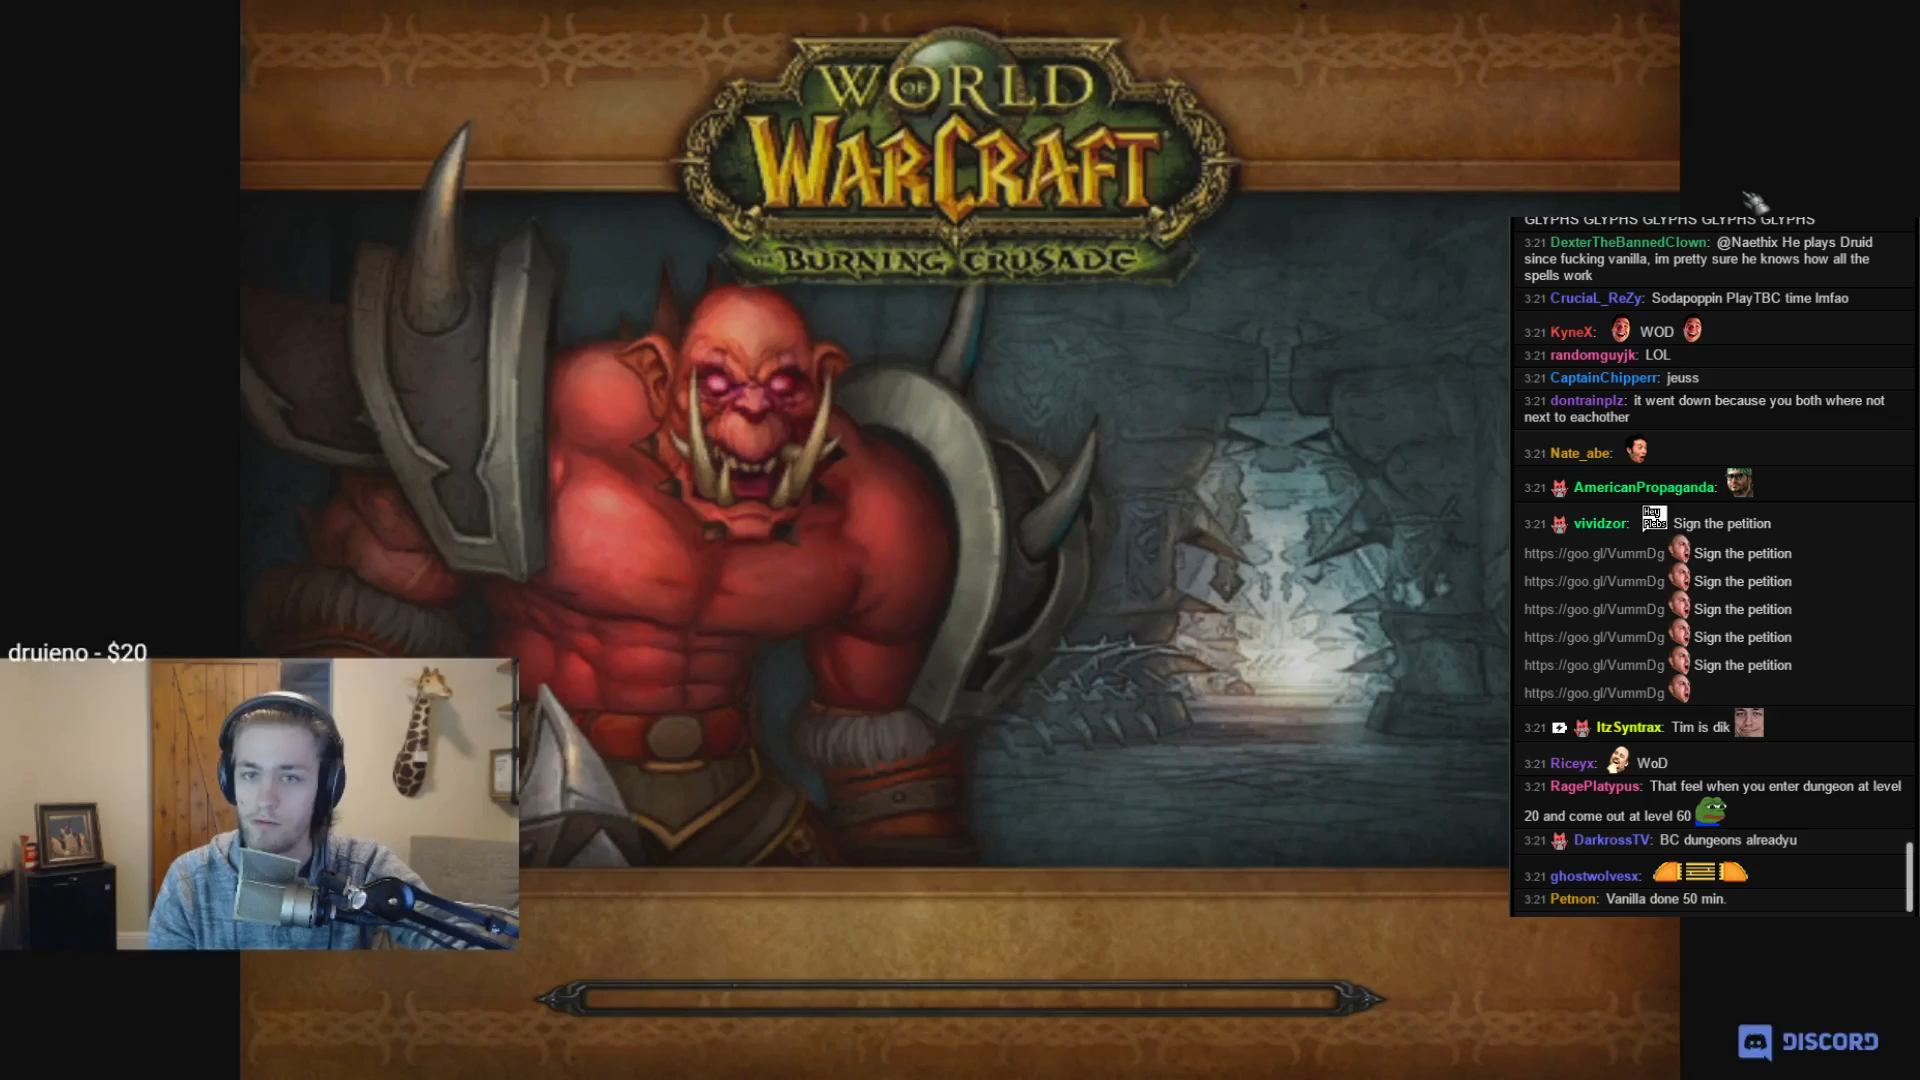 WORLD
OF
WARCRAFT
THE BURNING CRUSADE
GLYPHS GLYPHS GLYPHS GLYPHS GLYPHS
3:21 DexterTheBannedClown: @Naethix He plays Druid
since fucking vanilla, im pretty sure he knows how all the
spells work
3:21 CruciaL_ReZy: Sodapoppin PlayTBC time lmfao
3:21 KyneX: WOD
3:21 randomguyjk: LOL
3:21 CaptainChipperr: jeuss
3:21 dontrainplz: it went down because you both where not
next to eachother
3:21 Nate_abe:
3:21 AmericanPropaganda:
3:21 vividzor: Hey Plebs Sign the petition
https://goo.gl/VummDg Sign the petition
https://goo.gl/VummDg Sign the petition
https://goo.gl/VummDg Sign the petition
https://goo.gl/VummDg Sign the petition
https://goo.gl/VummDg Sign the petition
https://goo.gl/VummDg
3:21 ItzSyntrax: Tim is dik
3:21 Riceyx: WoD
3:21 RagePlatypus: That feel when you enter dungeon at level
20 and come out at level 60
3:21 DarkrossTV: BC dungeons alreadyu
3:21 ghostwolvesx:
3:21 Petnon: Vanilla done 50 min.
druieno - $20
DISCORD